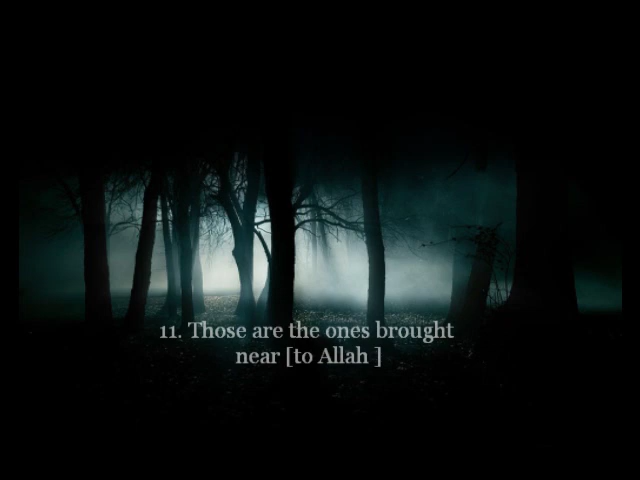 11. Those are the ones brought
near [to Allah ]